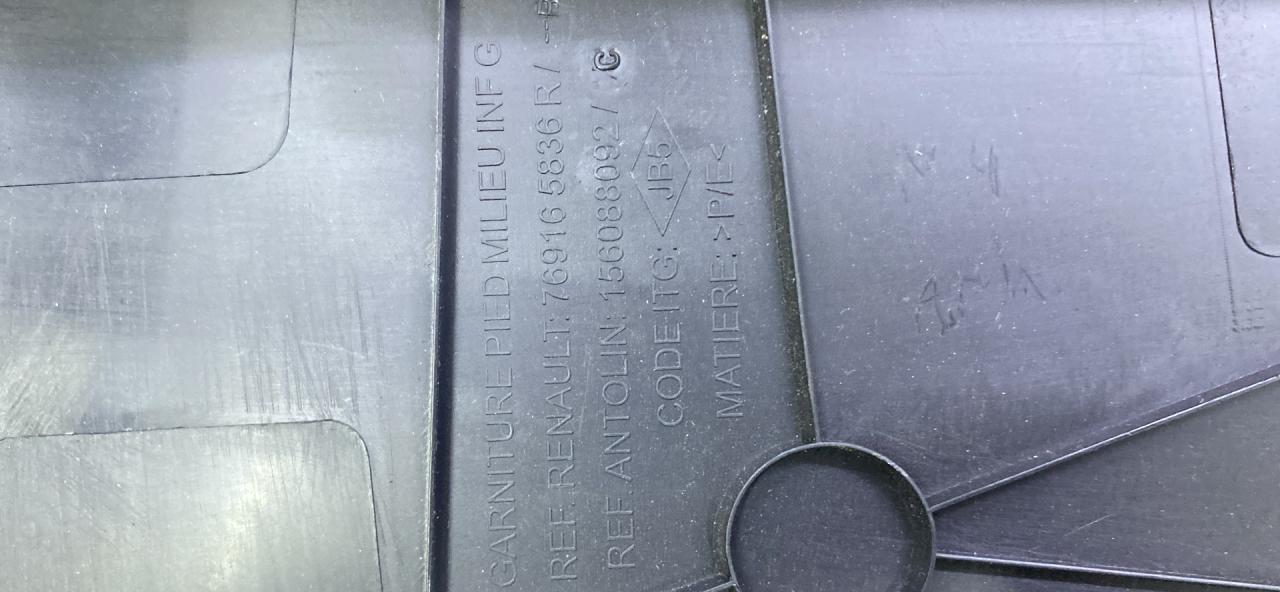 GARNITURE PIED MILIEU INF G
REF. RENAULT: 76916 5836 R /
REF. ANTOLIN: 156088092 / C
CODE ITG: <JB5>
MATIERE: >P/E<